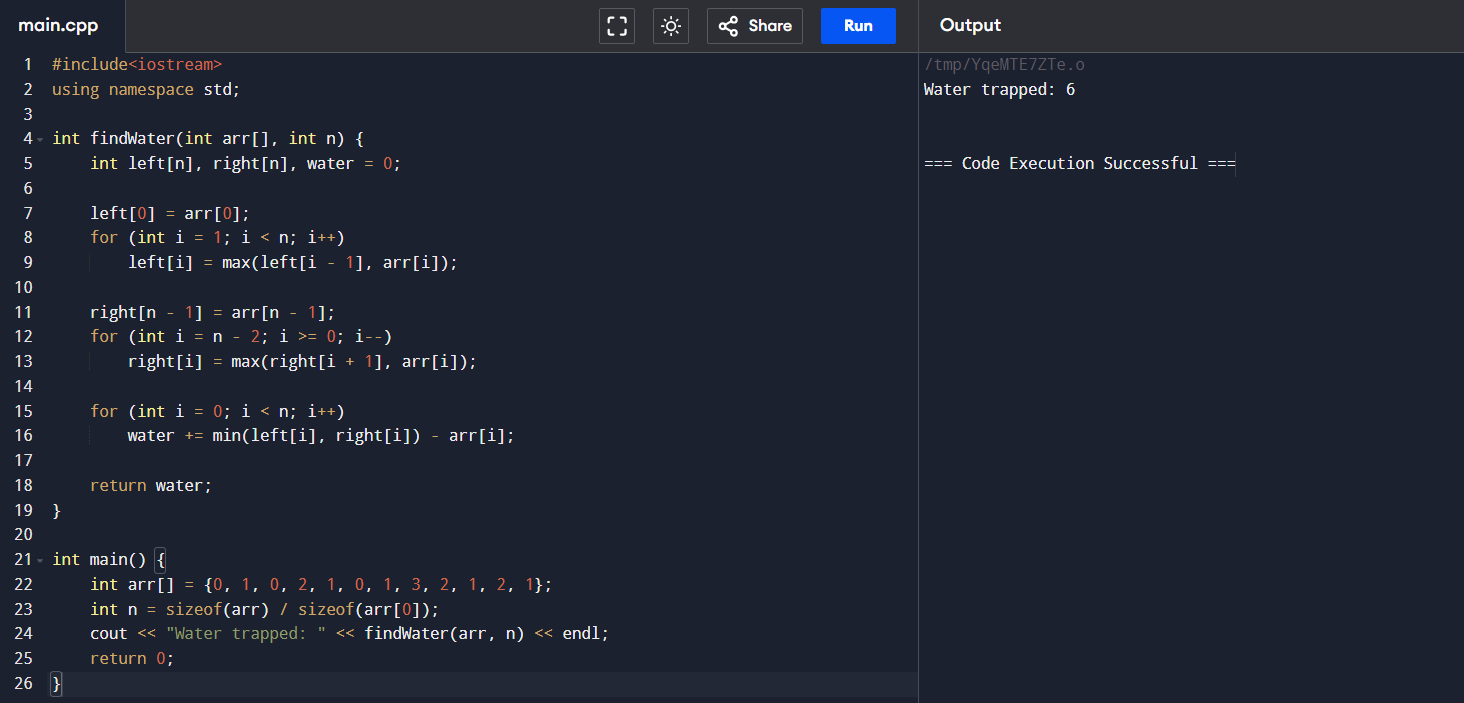 main.cpp
Share
Run
Output
1 #include<iostream>
2 using namespace std;
3
4 int findWater(int arr[], int n) {
5     int left[n], right[n], water = 0;
6
7     left[0] = arr[0];
8     for (int i = 1; i < n; i++)
9         left[i] = max(left[i - 1], arr[i]);
10
11     right[n - 1] = arr[n - 1];
12     for (int i = n - 2; i >= 0; i--)
13         right[i] = max(right[i + 1], arr[i]);
14
15     for (int i = 0; i < n; i++)
16         water += min(left[i], right[i]) - arr[i];
17
18     return water;
19 }
20
21 int main() {
22     int arr[] = {0, 1, 0, 2, 1, 0, 1, 3, 2, 1, 2, 1};
23     int n = sizeof(arr) / sizeof(arr[0]);
24     cout << "Water trapped: " << findWater(arr, n) << endl;
25     return 0;
26 }
/tmp/YqeMTE7ZTe.o
Water trapped: 6
=== Code Execution Successful ===